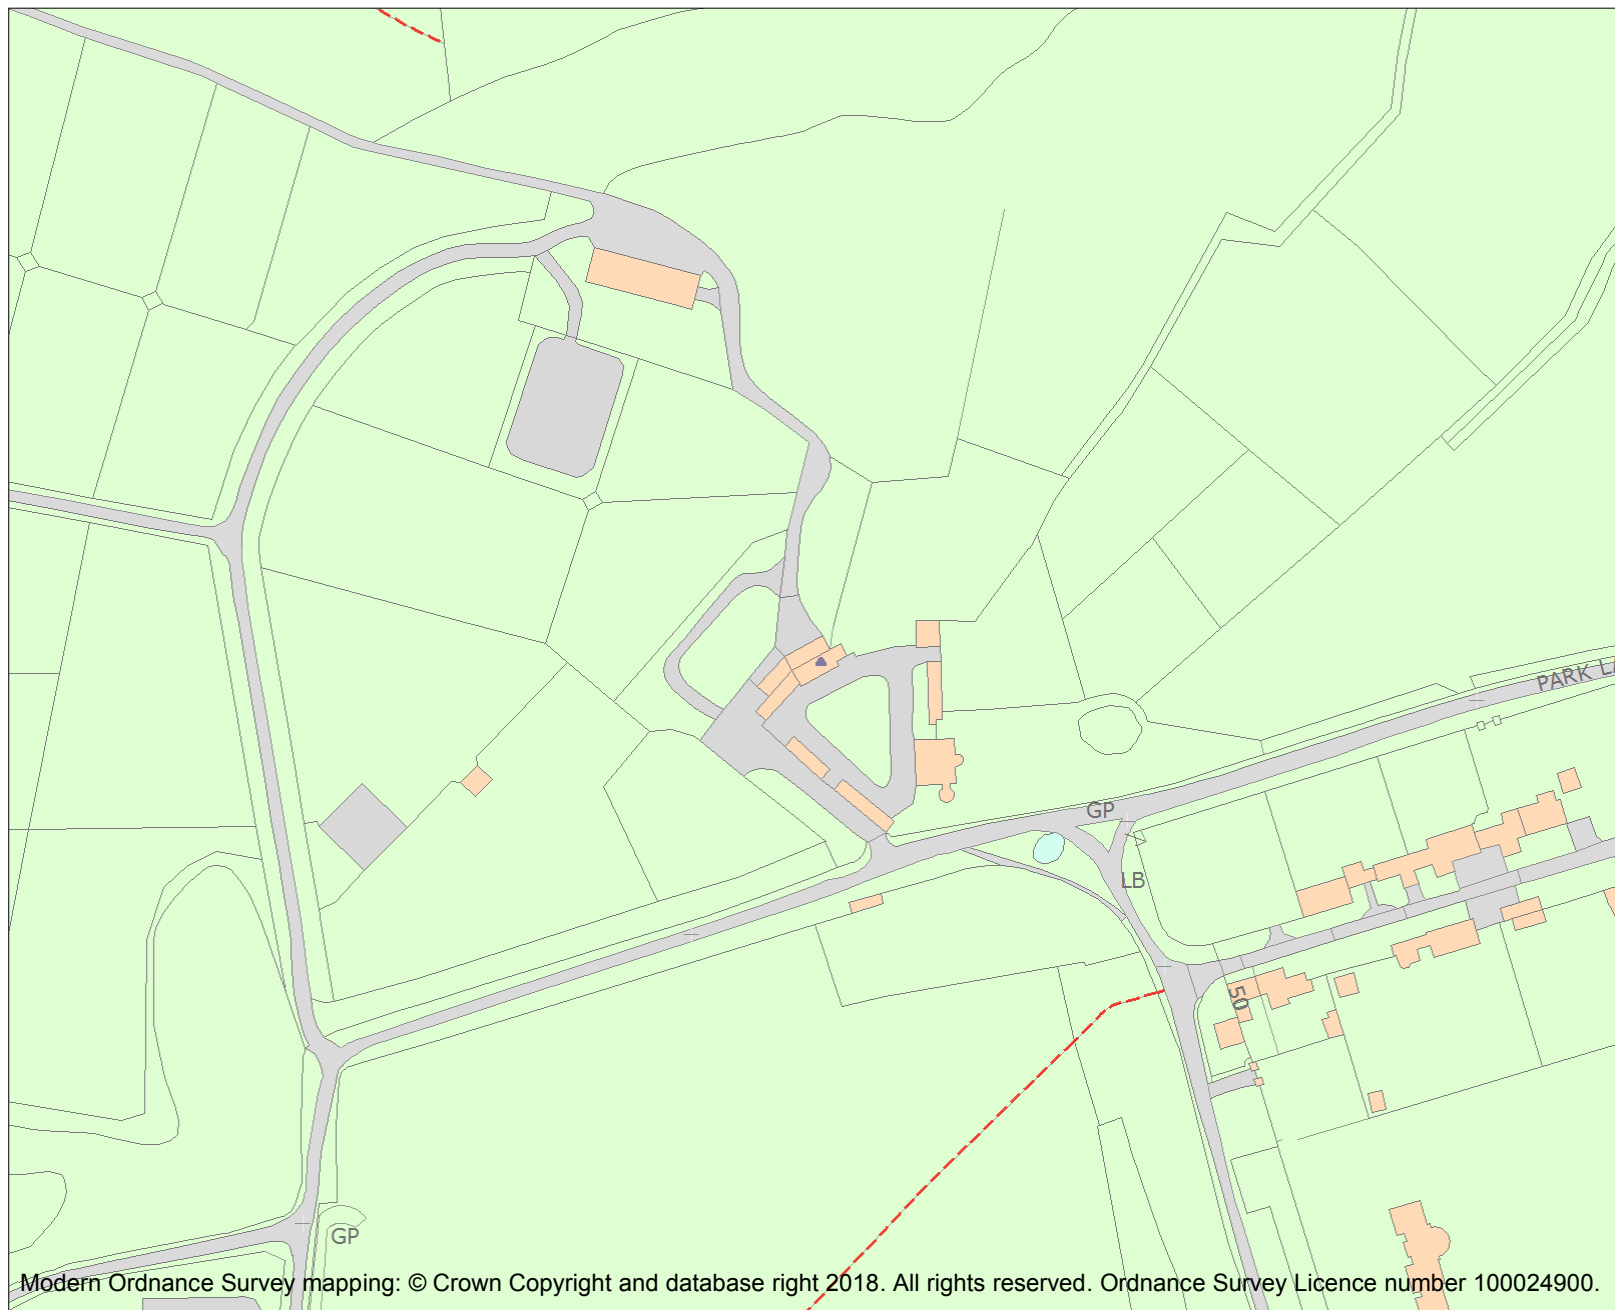 PARK LA
GP
LB
50
GP
Modern Ordnance Survey mapping: © Crown Copyright and database right 2018. All rights reserved. Ordnance Survey Licence number 100024900.